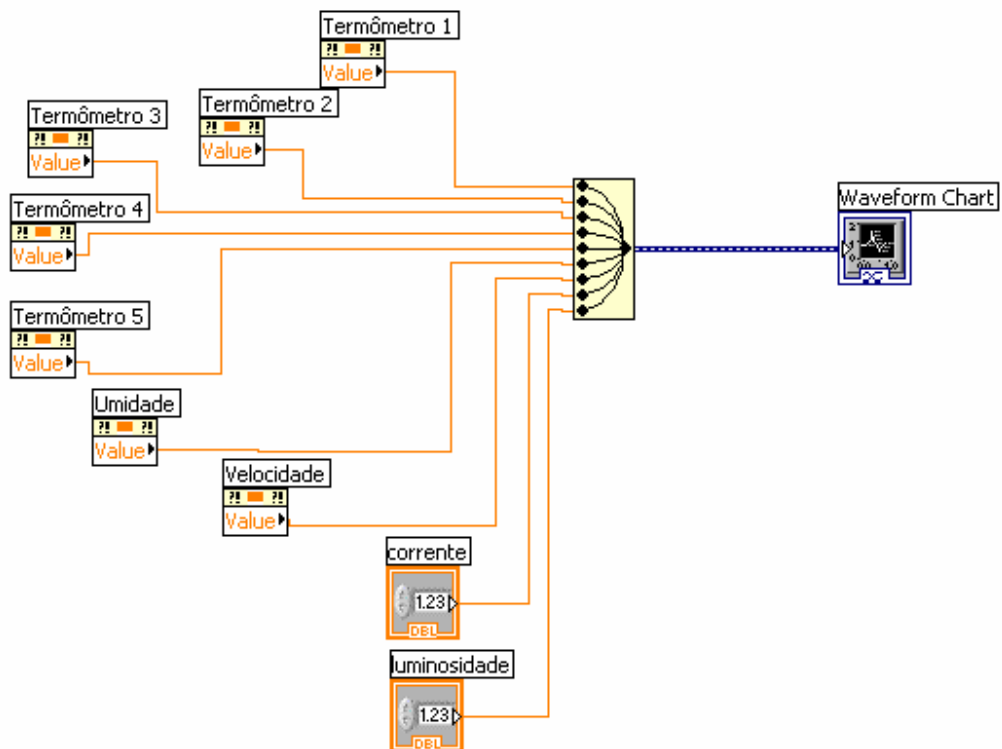 Termômetro 1
?! ?!
Value
Termômetro 2
?! ?!
Value
Termômetro 3
?! ?!
Value
Termômetro 4
?! ?!
Value
Termômetro 5
?! ?!
Value
Umidade
?! ?!
Value
Velocidade
?! ?!
Value
corrente
1.23
DBL
luminosidade
1.23
DBL
Waveform Chart